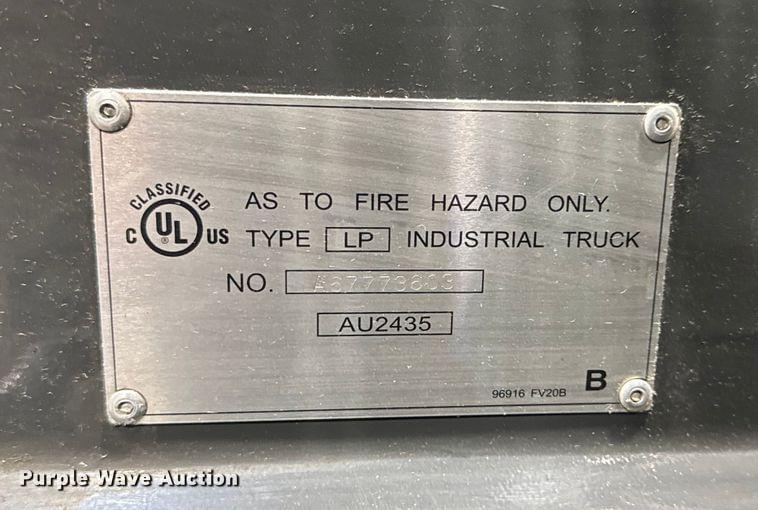 CLASSIFIED
C UL® US
AS TO FIRE HAZARD ONLY.
TYPE LP INDUSTRIAL TRUCK
NO.
AU2435
96916 FV20B B
Purple Wave Auction